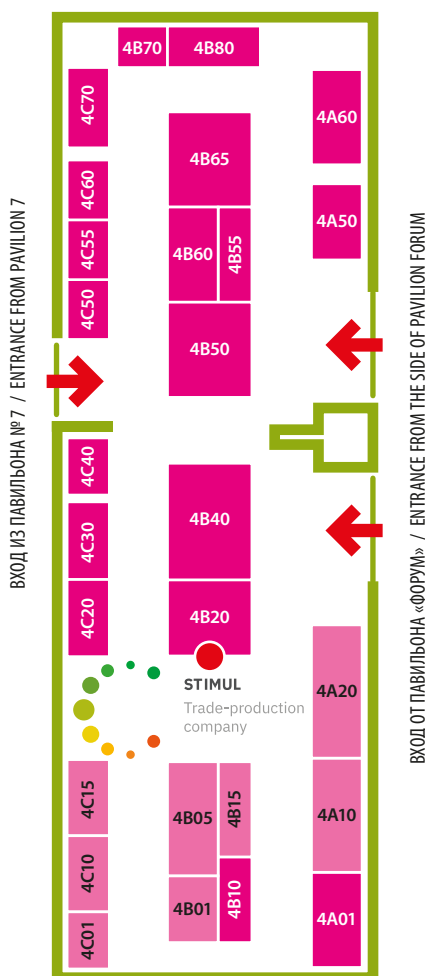 4B70
4B80
4C70
4A60
4B65
4C60
4A50
4B60
4B55
4C55
4C50
4B50
ВХОД ИЗ ПАВИЛЬОНА № 7 / ENTRANCE FROM PAVILION 7
ВХОД ОТ ПАВИЛЬОНА «ФОРУМ» / ENTRANCE FROM THE SIDE OF PAVILION FORUM
4C40
4B40
4C30
4C20
4B20
STIMUL
Trade-production
company
4A20
4C15
4B05
4B15
4A10
4C10
4B01
4B10
4A01
4C01